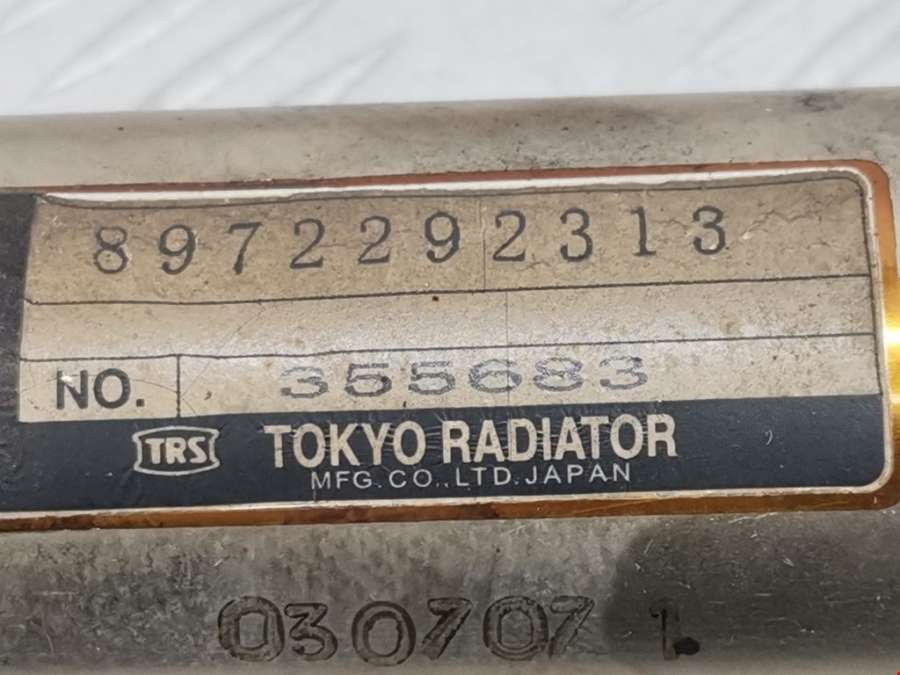 8972292313
NO. 355683
TRS TOKYO RADIATOR
MFG.CO.,LTD.JAPAN
030707 1